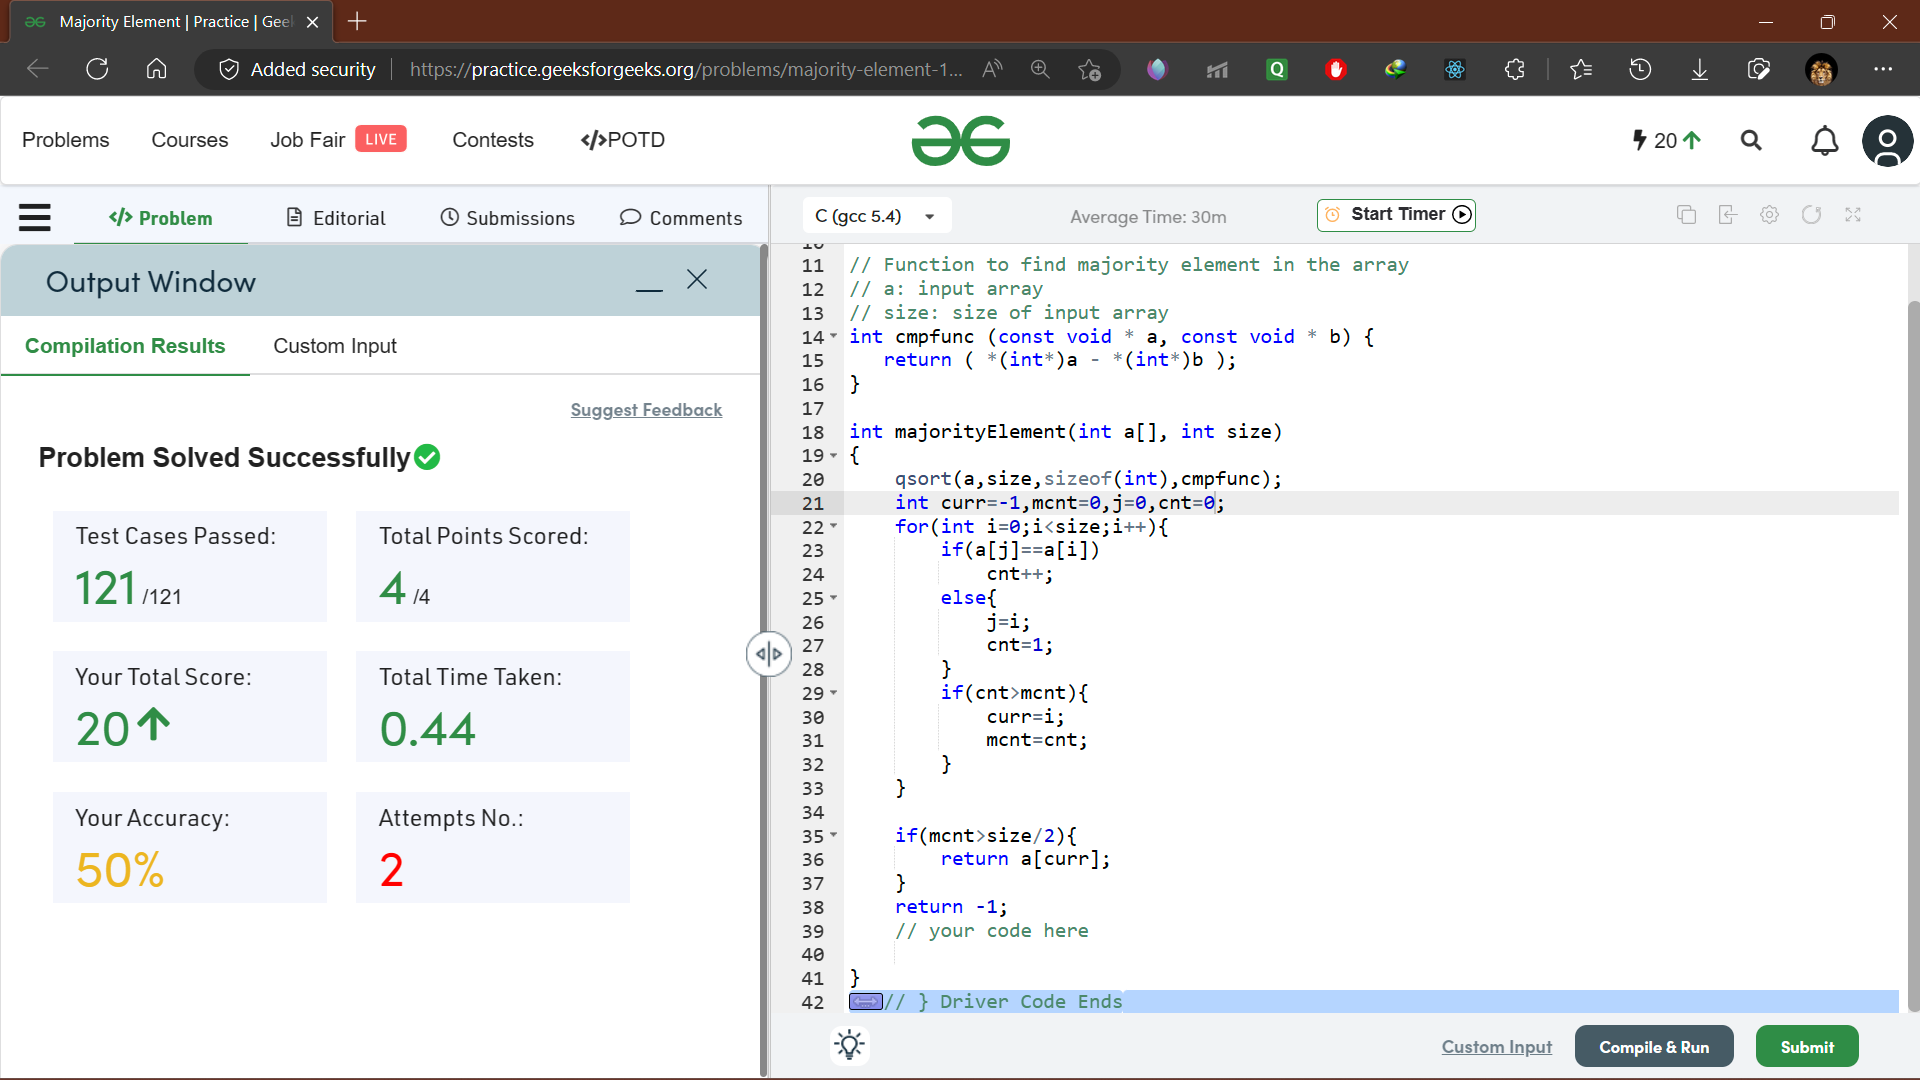 Majority Element | Practice | Geek
Added security
https://practice.geeksforgeeks.org/problems/majority-element-1...
Problems
Courses
Job Fair
LIVE
Contests
</>POTD
20
</> Problem
Editorial
Submissions
Comments
C (gcc 5.4)
Average Time: 30m
Start Timer
Output Window
Compilation Results
Custom Input
Suggest Feedback
Problem Solved Successfully
Test Cases Passed:
121 /121
Total Points Scored:
4 /4
Your Total Score:
20
Total Time Taken:
0.44
Your Accuracy:
50%
Attempts No.:
2
10
11 // Function to find majority element in the array
12 // a: input array
13 // size: size of input array
14 int cmpfunc (const void * a, const void * b) {
15    return ( *(int*)a - *(int*)b );
16 }
17
18 int majorityElement(int a[], int size)
19 {
20     qsort(a,size,sizeof(int),cmpfunc);
21     int curr=-1,mcnt=0,j=0,cnt=0;
22     for(int i=0;i<size;i++){
23         if(a[j]==a[i])
24             cnt++;
25         else{
26             j=i;
27             cnt=1;
28         }
29         if(cnt>mcnt){
30             curr=i;
31             mcnt=cnt;
32         }
33     }
34
35     if(mcnt>size/2){
36         return a[curr];
37     }
38     return -1;
39     // your code here
40
41 }
42 // } Driver Code Ends
Custom Input
Compile & Run
Submit